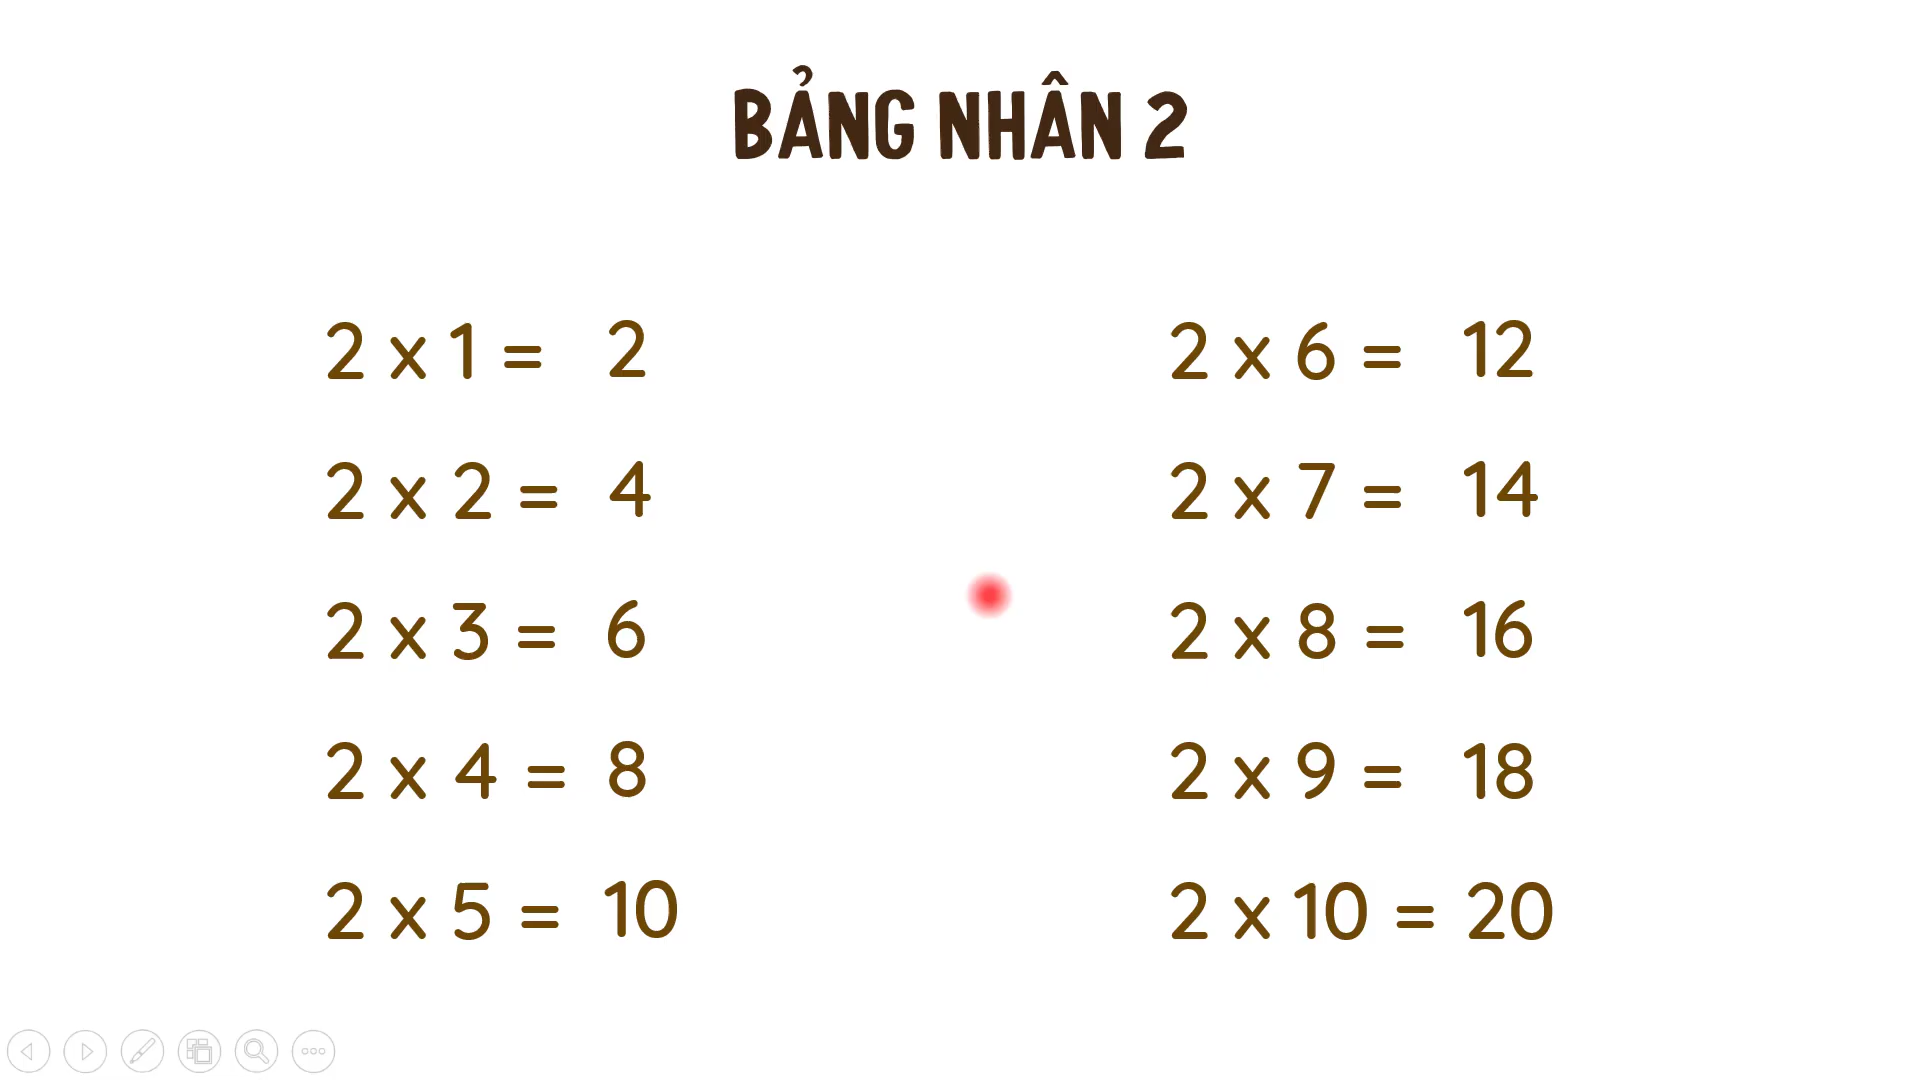 BẢNG NHÂN 2
2 x 1 = 2
2 x 2 = 4
2 x 3 = 6
2 x 4 = 8
2 x 5 = 10
2 x 6 = 12
2 x 7 = 14
2 x 8 = 16
2 x 9 = 18
2 x 10 = 20